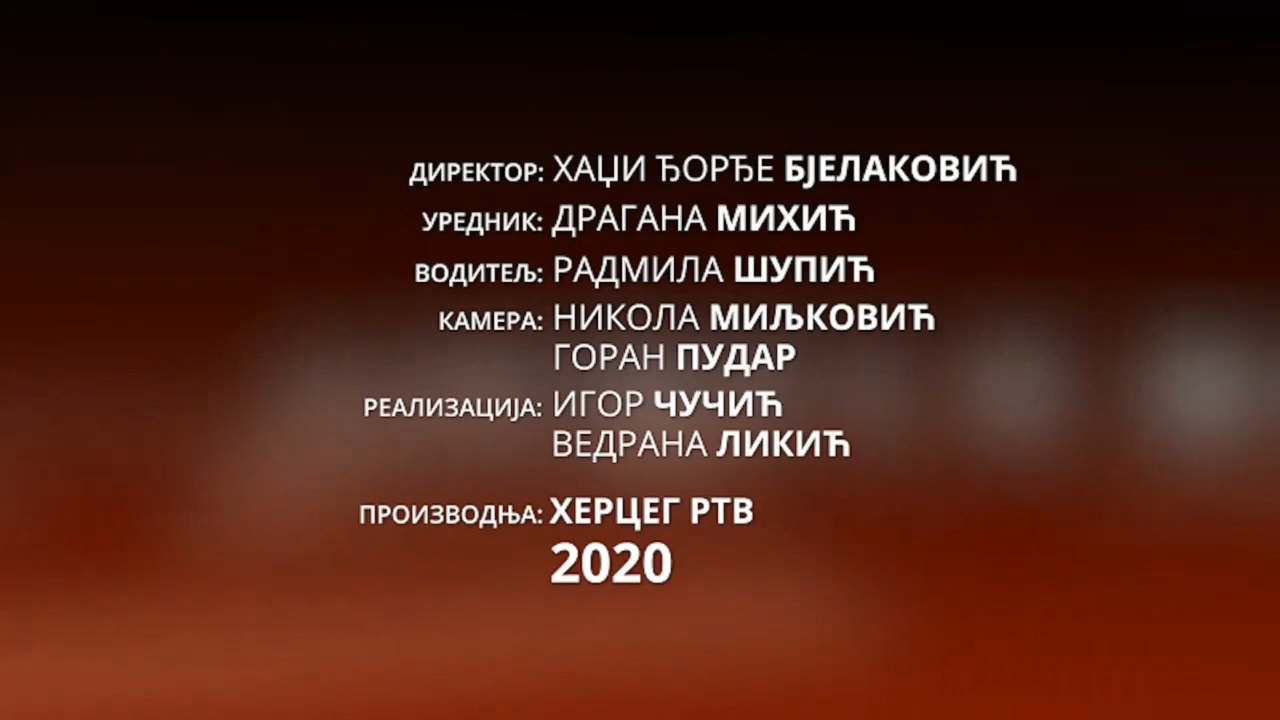 ДИРЕКТОР: ХАЏИ ЂОРЂЕ БЈЕЛАКОВИЋ
УРЕДНИК: ДРАГАНА МИХИЋ
ВОДИТЕЉ: РАДМИЛА ШУПИЋ
КАМЕРА: НИКОЛА МИЉКОВИЋ
ГОРАН ПУДАР
РЕАЛИЗАЦИЈА: ИГОР ЧУЧИЋ
ВЕДРАНА ЛИКИЋ
ПРОИЗВОДЊА: ХЕРЦЕГ РТВ
2020